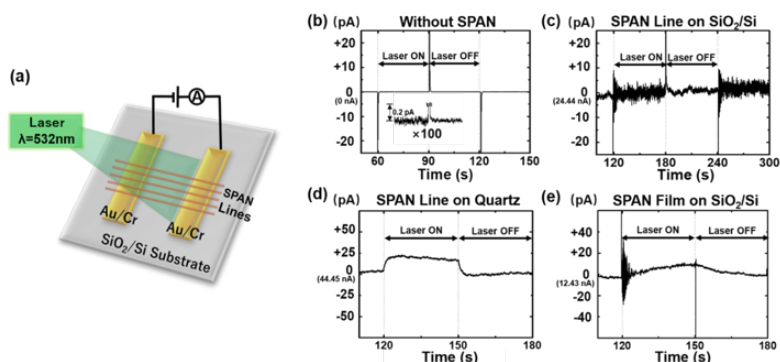 (a)
Laser
λ=532nm
A
SPAN
Lines
Au/Cr
Au/Cr
SiO₂/Si Substrate
(b) (pA) Without SPAN
+20
+10
0
(0 nA)
-10
-20
Laser ON Laser OFF
0.2 pA
×100
60 90 120 150
Time (s)
(c) (pA) SPAN Line on SiO₂/Si
+20
+10
0
(24.44 nA)
-10
-20
Laser ON Laser OFF
120 180 240 300
Time (s)
(d) (pA) SPAN Line on Quartz
+50
+25
0
(44.45 nA)
-25
-50
Laser ON Laser OFF
120 150 180
Time (s)
(e) (pA) SPAN Film on SiO₂/Si
+40
+20
0
(12.43 nA)
-20
-40
Laser ON Laser OFF
120 150 180
Time (s)